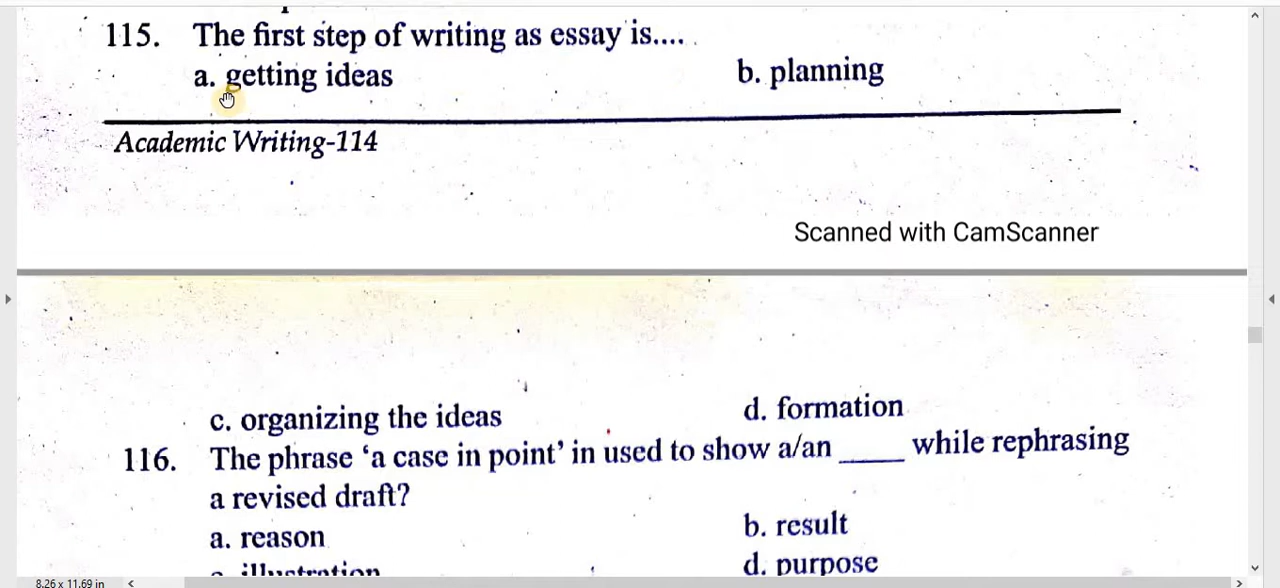 115. The first step of writing as essay is....
a. getting ideas b. planning
Academic Writing-114
Scanned with CamScanner
c. organizing the ideas d. formation
116. The phrase ‘a case in point’ in used to show a/an _____ while rephrasing
a revised draft?
a. reason b. result
c. illustration d. purpose
8.26 x 11.69 in